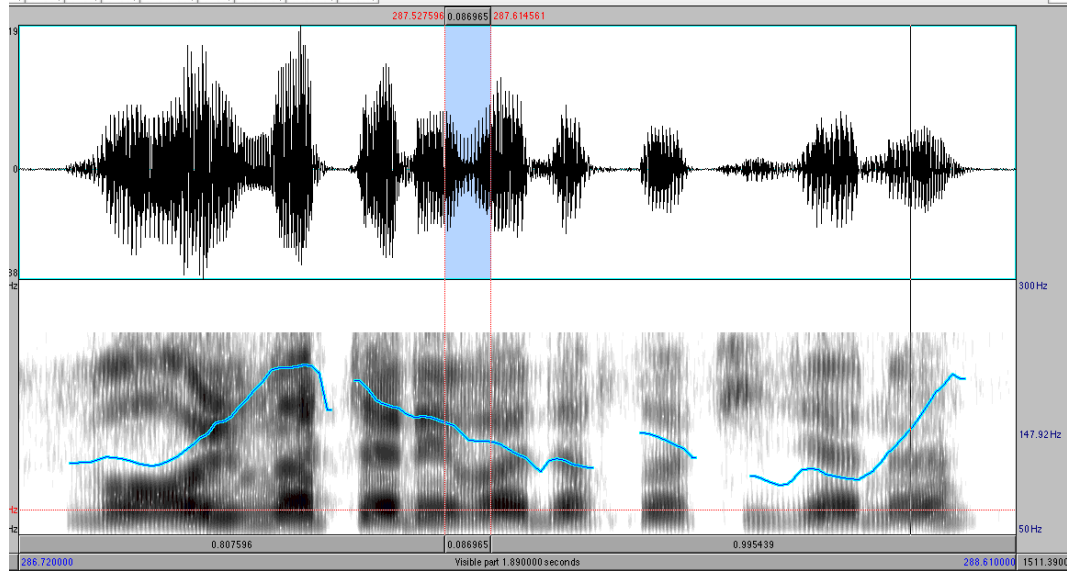 287.527596 0.086965 287.614561
19
0
38
Hz 300 Hz
147.92 Hz
Hz
Hz 50 Hz
0.807596 0.086965 0.995439
286.720000 Visible part 1.890000 seconds 288.610000 1511.3900